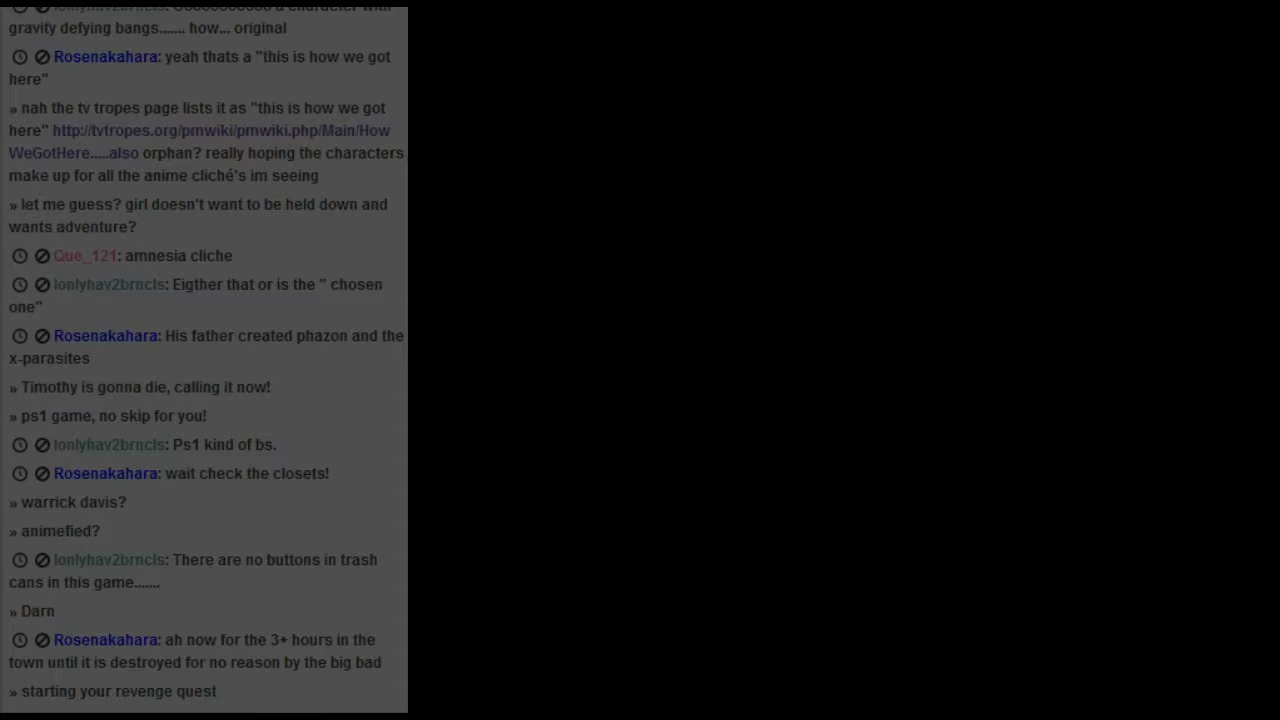 lonlyhav2brncls: Sooooooooo a character with
gravity defying bangs....... how... original
Rosenakahara: yeah thats a "this is how we got
here"
» nah the tv tropes page lists it as "this is how we got
here" http://tvtropes.org/pmwiki/pmwiki.php/Main/How
WeGotHere.....also orphan? really hoping the characters
make up for all the anime cliché's im seeing
» let me guess? girl doesn't want to be held down and
wants adventure?
Que_121: amnesia cliche
lonlyhav2brncls: Eigther that or is the " chosen
one"
Rosenakahara: His father created phazon and the
x-parasites
» Timothy is gonna die, calling it now!
» ps1 game, no skip for you!
lonlyhav2brncls: Ps1 kind of bs.
Rosenakahara: wait check the closets!
» warrick davis?
» animefied?
lonlyhav2brncls: There are no buttons in trash
cans in this game.......
» Darn
Rosenakahara: ah now for the 3+ hours in the
town until it is destroyed for no reason by the big bad
» starting your revenge quest